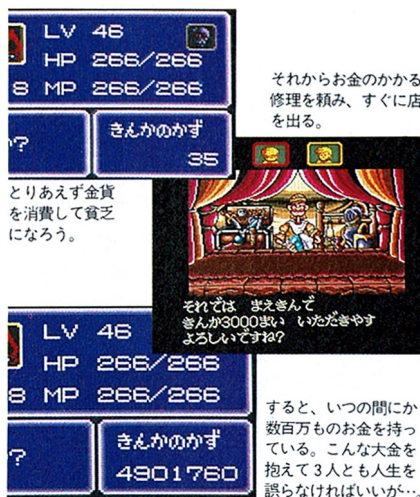 LV 46
HP 266/266
8 MP 266/266
?
きんかのかず
35
それからお金のかかる
修理を頼み、すぐに店
を出る。
とりあえず金貨
を消費して貧乏
になろう。
それでは まえきんで
きんか3000まい いただきやす
よろしいですね?
LV 46
HP 266/266
8 MP 266/266
?
きんかのかず
4901760
すると、いつの間にか
数百万ものお金を持っ
ている。こんな大金を
抱えて3人とも人生を
誤らなければいいが…